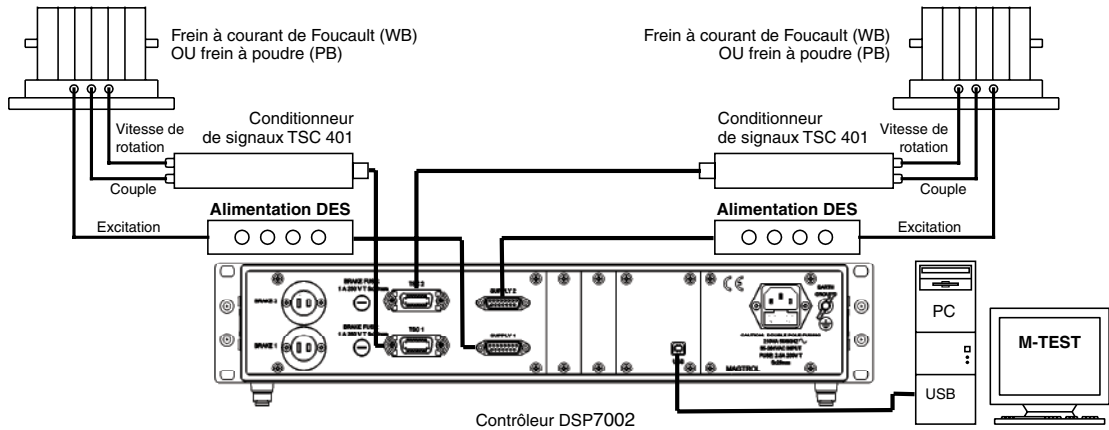 Frein à courant de Foucault (WB)
OU frein à poudre (PB)
Frein à courant de Foucault (WB)
OU frein à poudre (PB)
Vitesse de
rotation
Conditionneur
de signaux TSC 401
Conditionneur
de signaux TSC 401
Vitesse de
rotation
Couple
Couple
Alimentation DES
Alimentation DES
Excitation
Excitation
BRAKE 2
BRAKE FUSE
TSC 2
SUPPLY 2
EARTH
BRAKE 1
BRAKE FUSE
TSC 1
SUPPLY 1
USB
MAGTROL
PC
USB
M-TEST
Contrôleur DSP7002